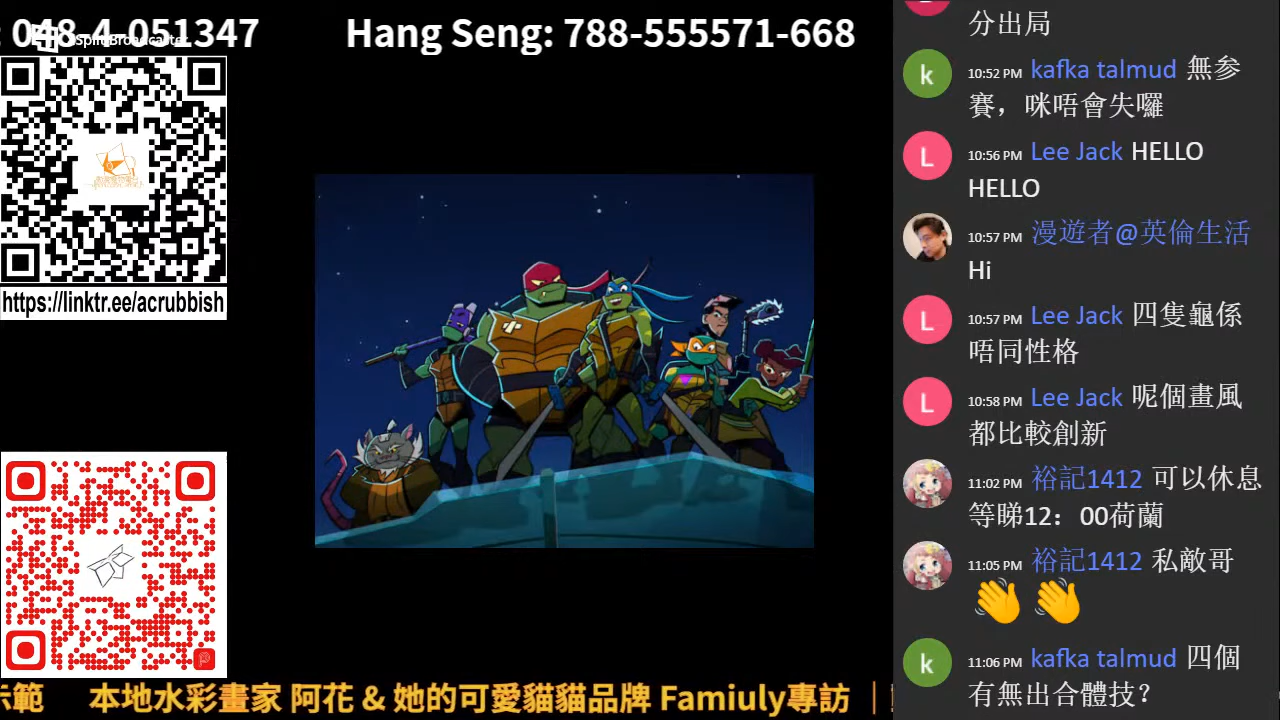 : 048-4-051347 Hang Seng: 788-555571-668
Split Broadcaster
https://linktr.ee/acrubbish
分出局
10:52 PM kafka talmud 無参
賽，咪唔會失囉
10:56 PM Lee Jack HELLO
HELLO
10:57 PM 漫遊者@英倫生活
Hi
10:57 PM Lee Jack 四隻龜係
唔同性格
10:58 PM Lee Jack 呢個畫風
都比較創新
11:02 PM 裕記1412 可以休息
等睇12：00荷蘭
11:05 PM 裕記1412 私敵哥
👋 👋
11:06 PM kafka talmud 四個
有無出合體技？
示範 本地水彩畫家 阿花 & 她的可愛貓貓品牌 Famiuly專訪 ｜